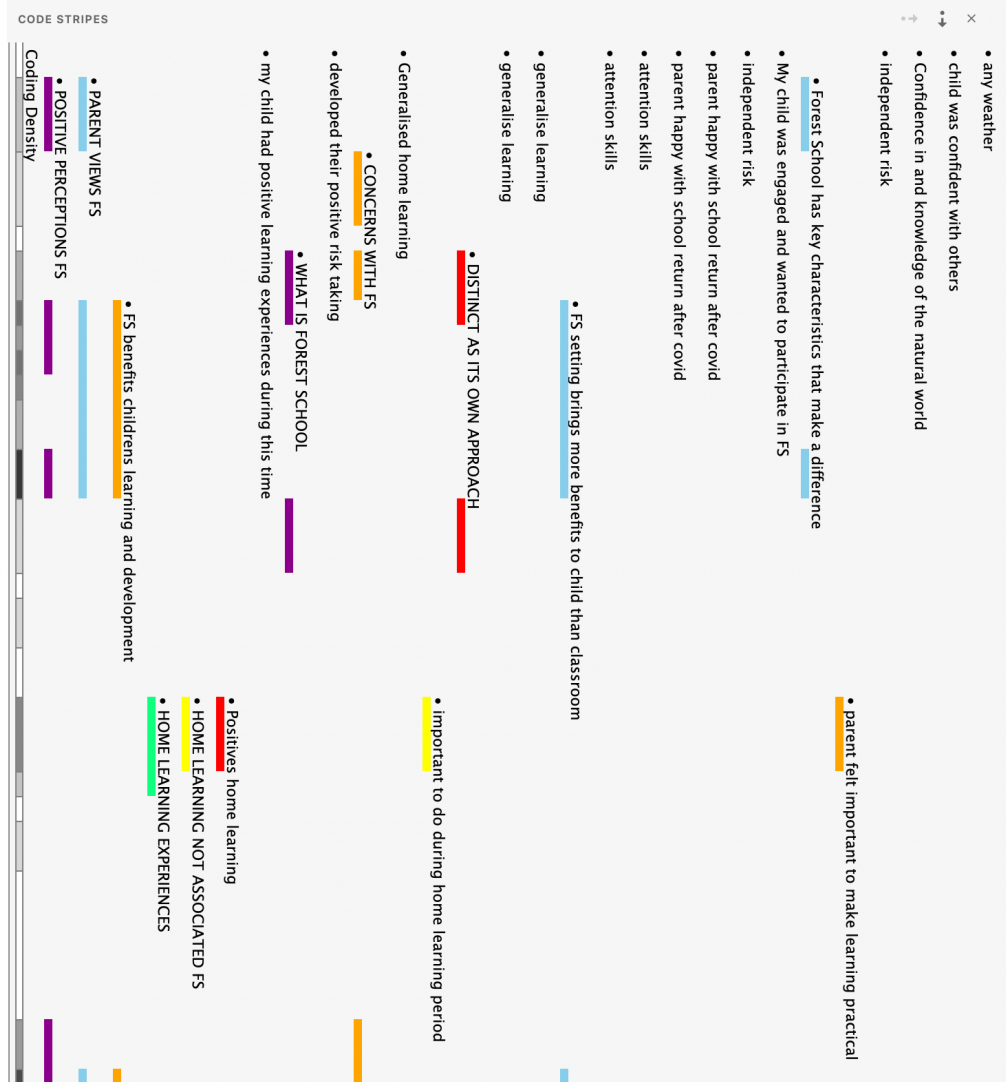 CODE STRIPES
Coding Density
• POSITIVE PERCEPTIONS FS
• PARENT VIEWS FS
• FS benefits childrens learning and development
• HOME LEARNING EXPERIENCES
• HOME LEARNING NOT ASSOCIATED FS
• Positives home learning
• my child had positive learning experiences during this time
• WHAT IS FOREST SCHOOL
• developed their positive risk taking
• CONCERNS WITH FS
• Generalised home learning
• important to do during home learning period
• DISTINCT AS ITS OWN APPROACH
• generalise learning
• generalise learning
• FS setting brings more benefits to child than classroom
• attention skills
• attention skills
• parent happy with school return after covid
• parent happy with school return after covid
• independent risk
• My child was engaged and wanted to participate in FS
• Forest School has key characteristics that make a difference
• parent felt important to make learning practical
• independent risk
• Confidence in and knowledge of the natural world
• child was confident with others
• any weather